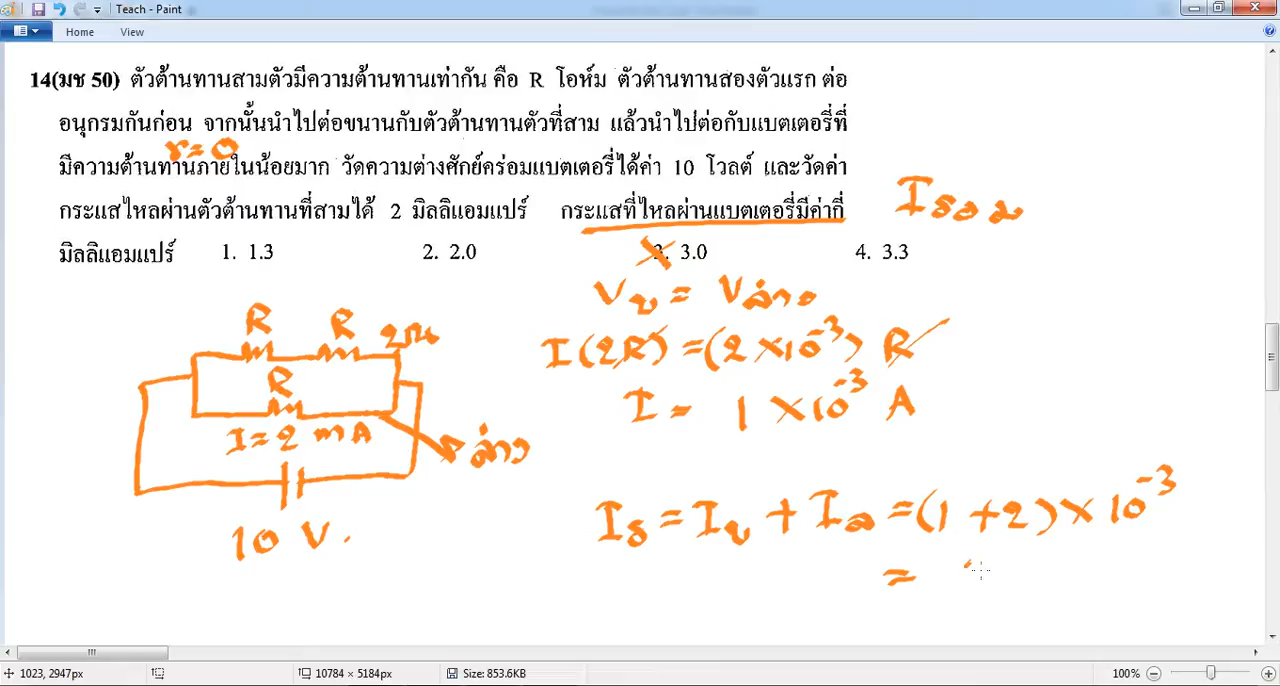 Teach - Paint
Home View
14(มช 50) ตัวต้านทานสามตัวมีความต้านทานเท่ากัน คือ R โอห์ม ตัวต้านทานสองตัวแรก ต่อ
อนุกรมกันก่อน จากนั้นนำไปต่อขนานกับตัวต้านทานตัวที่สาม แล้วนำไปต่อกับแบตเตอรี่ที่
r = 0
มีความต้านทานภายในน้อยมาก วัดความต่างศักย์คร่อมแบตเตอรี่ได้ค่า 10 โวลต์ และวัดค่า
กระแสไหลผ่านตัวต้านทานที่สามได้ 2 มิลลิแอมแปร์ กระแสที่ไหลผ่านแบตเตอรี่มีค่ากี่
I รวม
มิลลิแอมแปร์ 1. 1.3 2. 2.0 3. 3.0 4. 3.3
V บ = V ล่าง
R R บน
I (2R) = (2 × 10⁻³) R
R
I = 1 × 10⁻³ A
I = 2 mA
ล่าง
I ร = I บ + I ล = (1 + 2) × 10⁻³
10 V.
=
1023, 2947px 10784 × 5184px Size: 853.6KB 100%